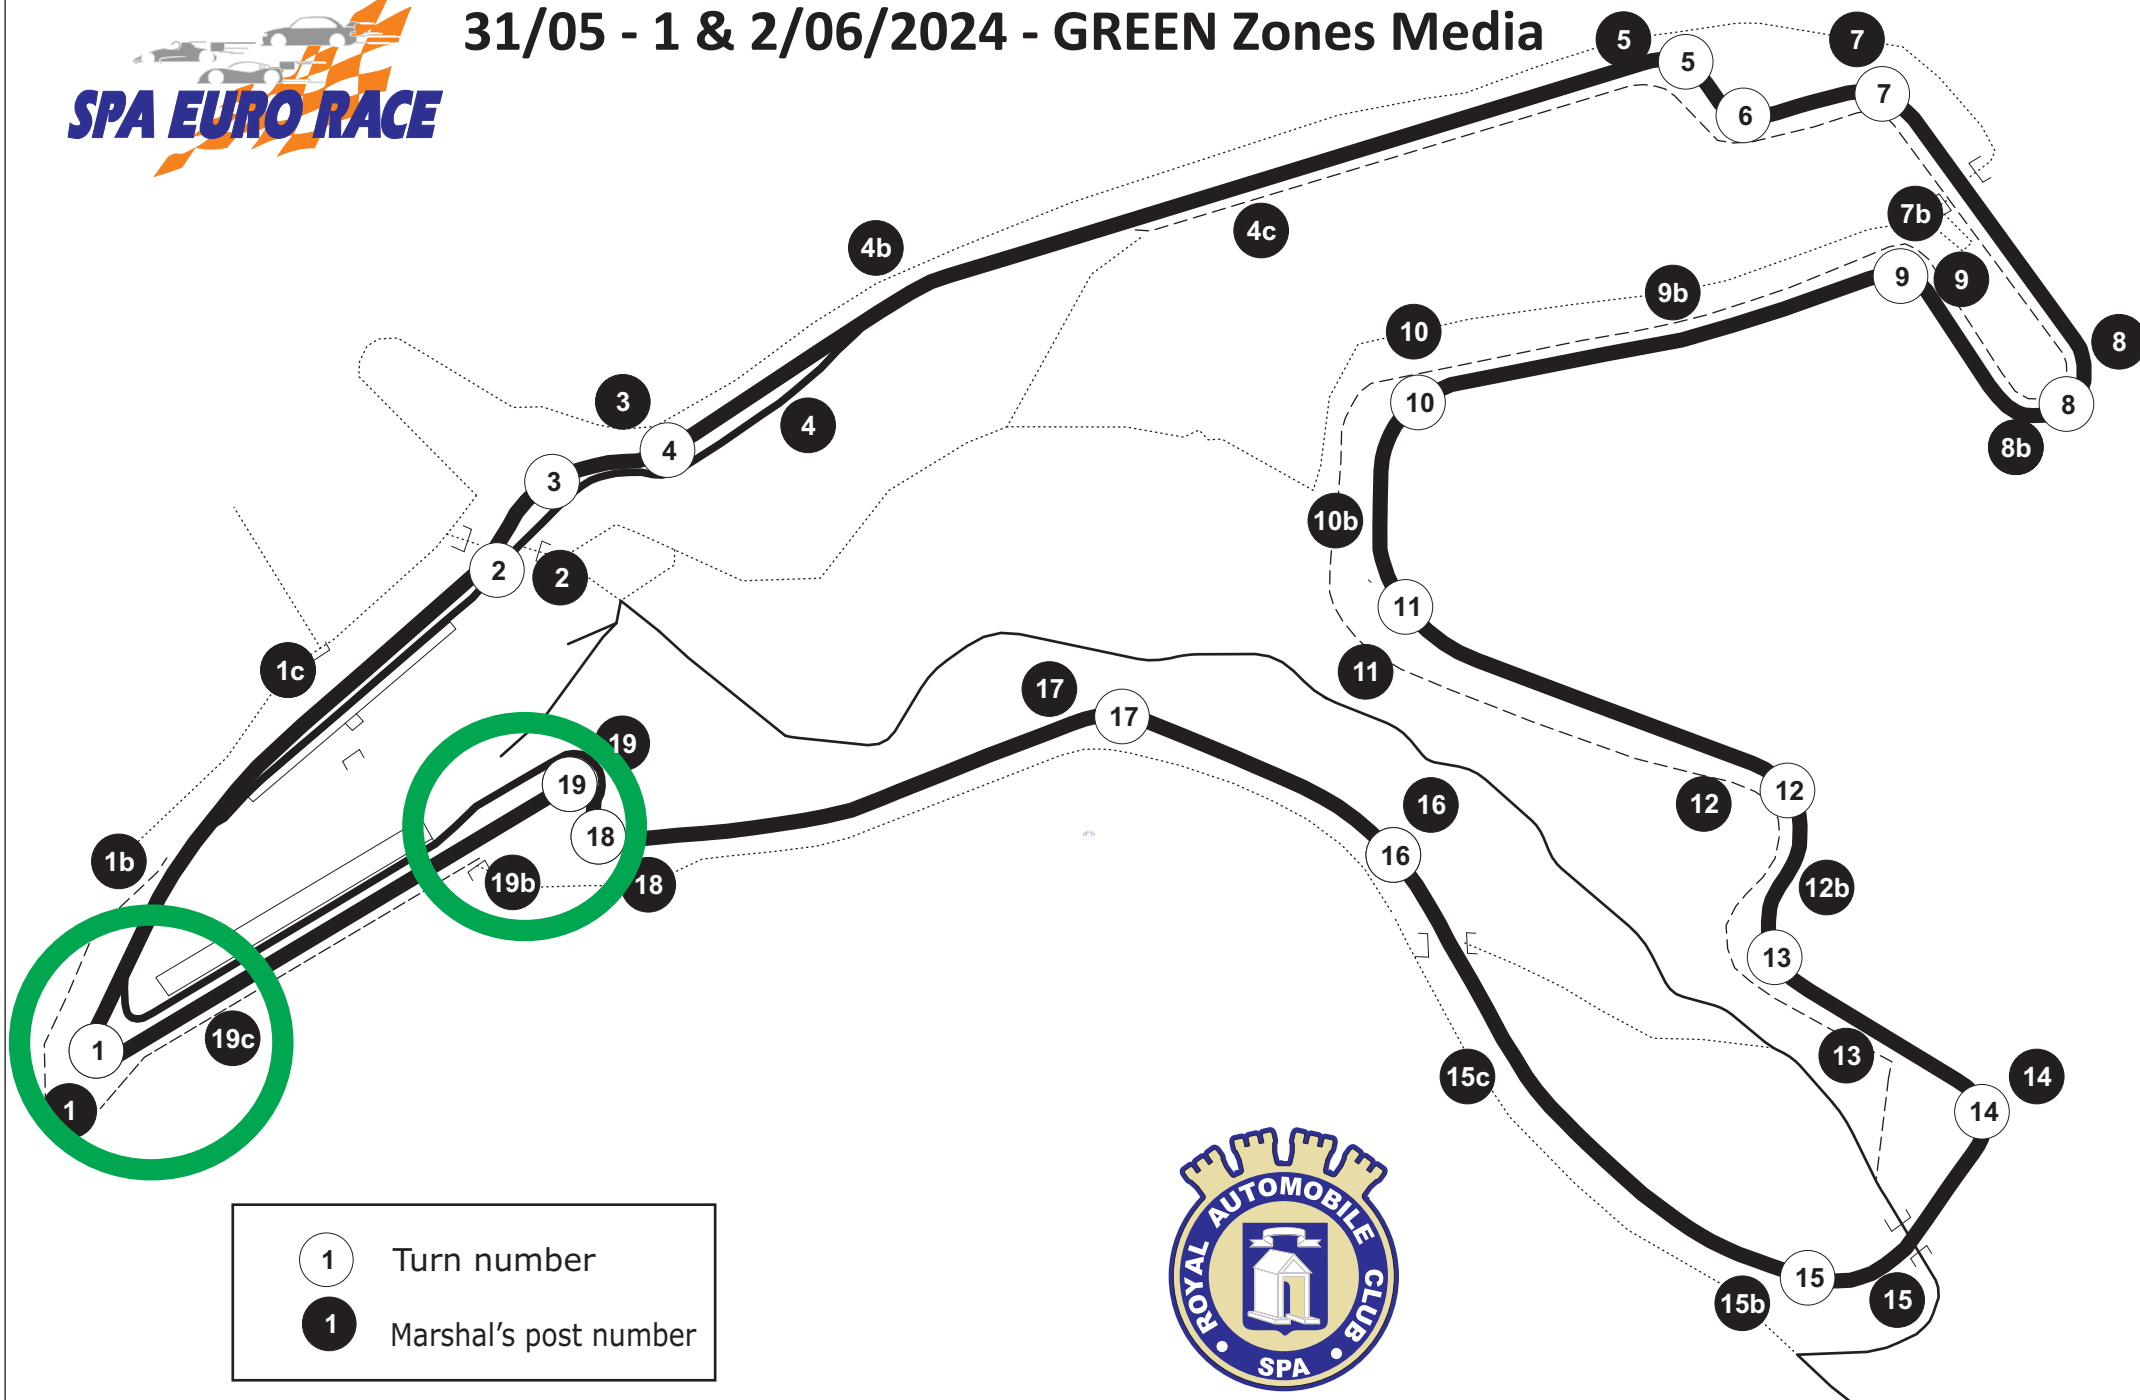 31/05 - 1 & 2/06/2024 - GREEN Zones Media
SPA EURO RACE
5
7
5
7
6
7b
4b
4c
9
9
9b
10
8
3
10
8
4
4
8b
3
10b
2
2
11
1c
11
17
17
19
19
12
12
16
18
16
1b
19b
18
12b
13
19c
1
13
15c
14
1
14
15
15b
15
1 Turn number
1 Marshal's post number
ROYAL AUTOMOBILE CLUB
SPA